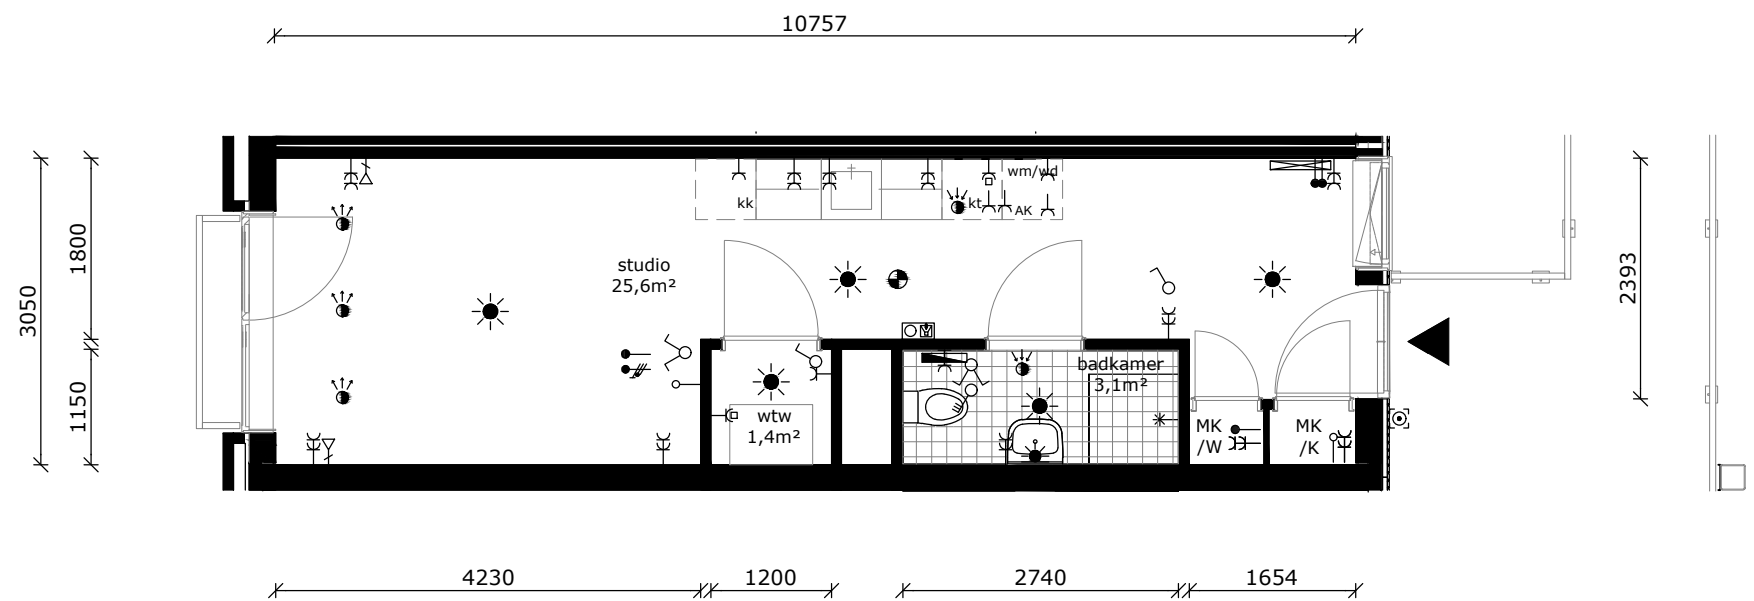 10757
3050
1800
1150
2393
wm/wd
kk
kt
AK
studio
25,6m²
badkamer
3,1m²
wtw
1,4m²
MK
/W
MK
/K
4230
1200
2740
1654